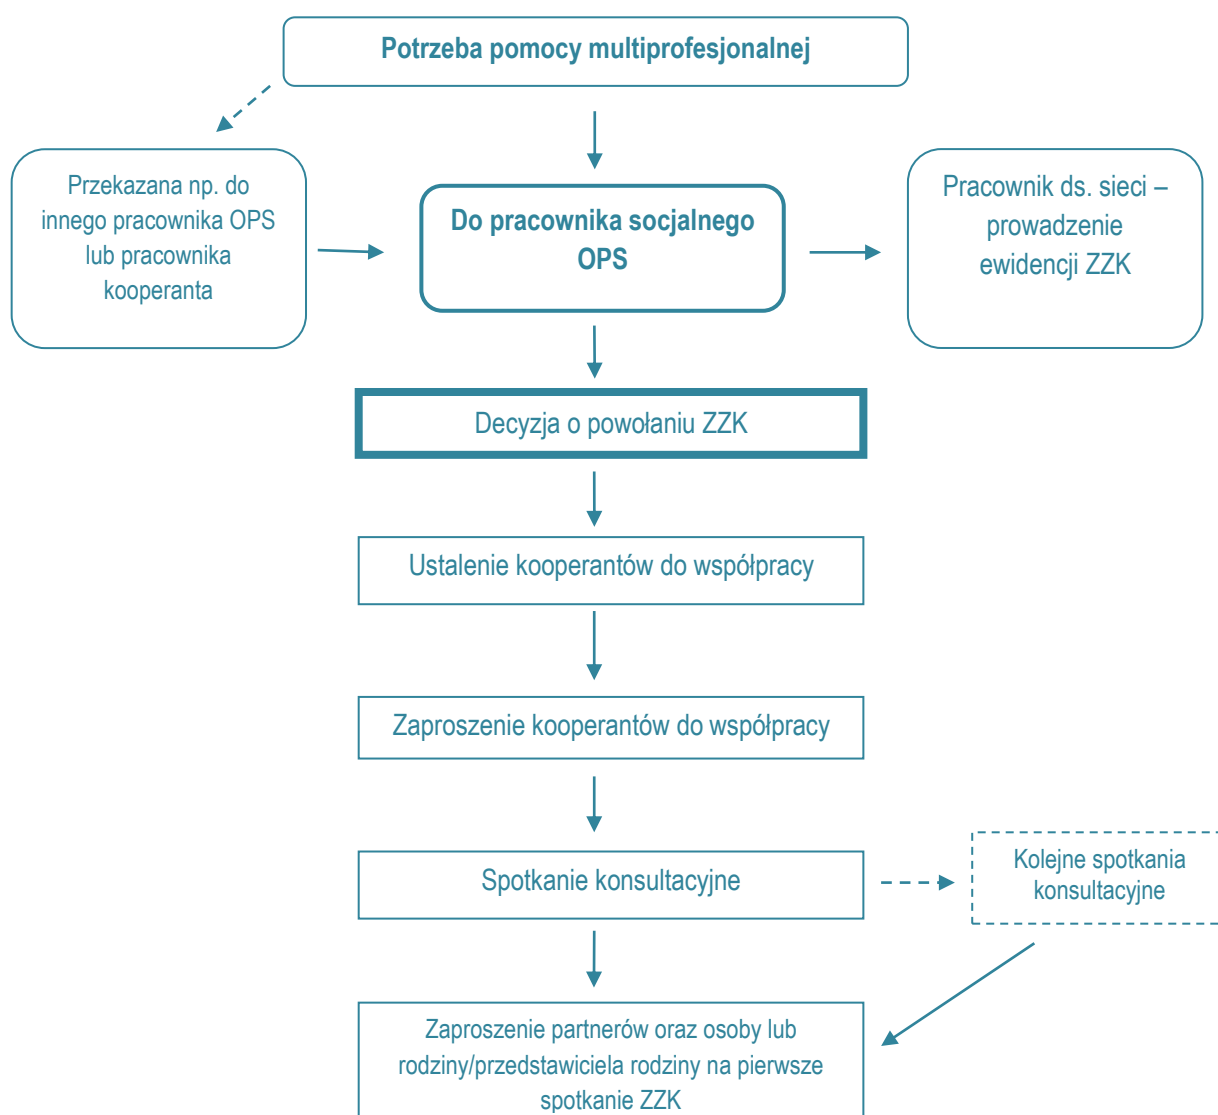 Potrzeba pomocy multiprofesjonalnej
Przekazana np. do
innego pracownika OPS
lub pracownika
kooperanta
Do pracownika socjalnego
OPS
Pracownik ds. sieci –
prowadzenie
ewidencji ZZK
Decyzja o powołaniu ZZK
Ustalenie kooperantów do współpracy
Zaproszenie kooperantów do współpracy
Spotkanie konsultacyjne
Kolejne spotkania
konsultacyjne
Zaproszenie partnerów oraz osoby lub
rodziny/przedstawiciela rodziny na pierwsze
spotkanie ZZK